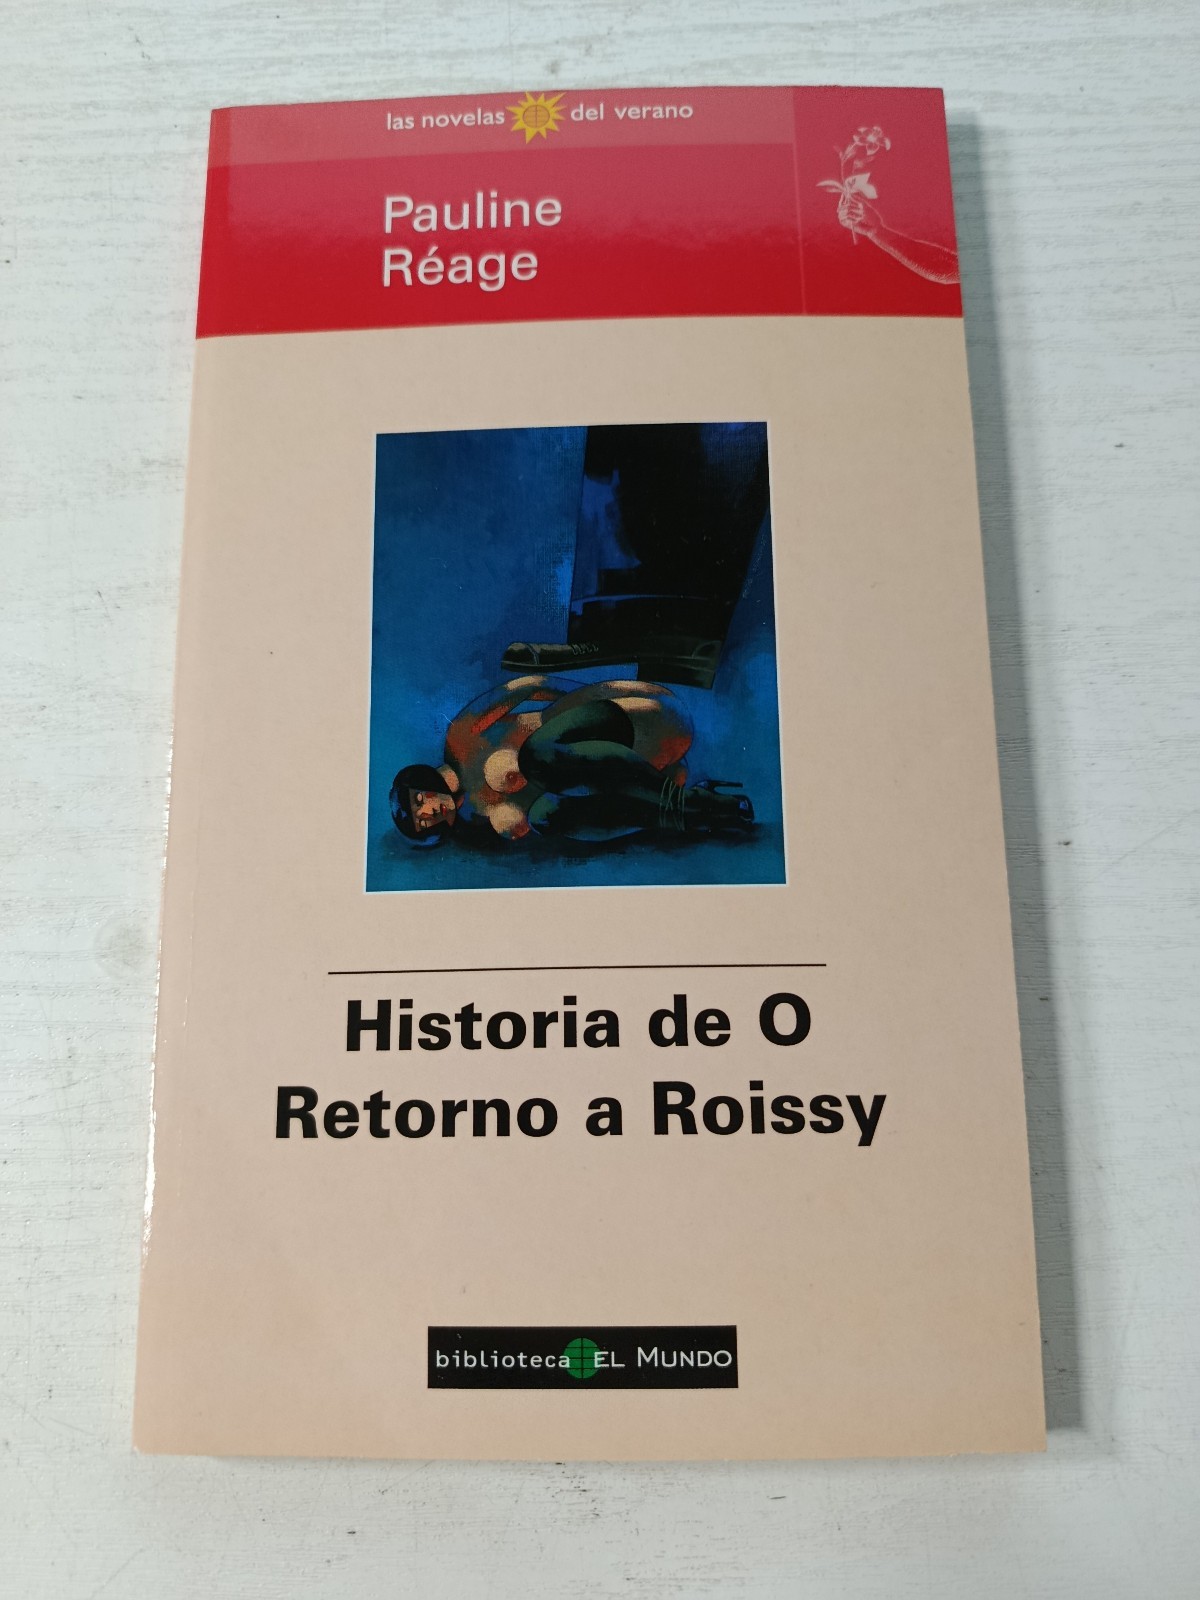 las novelas del verano
Pauline
Réage
Historia de O
Retorno a Roissy
biblioteca EL MUNDO